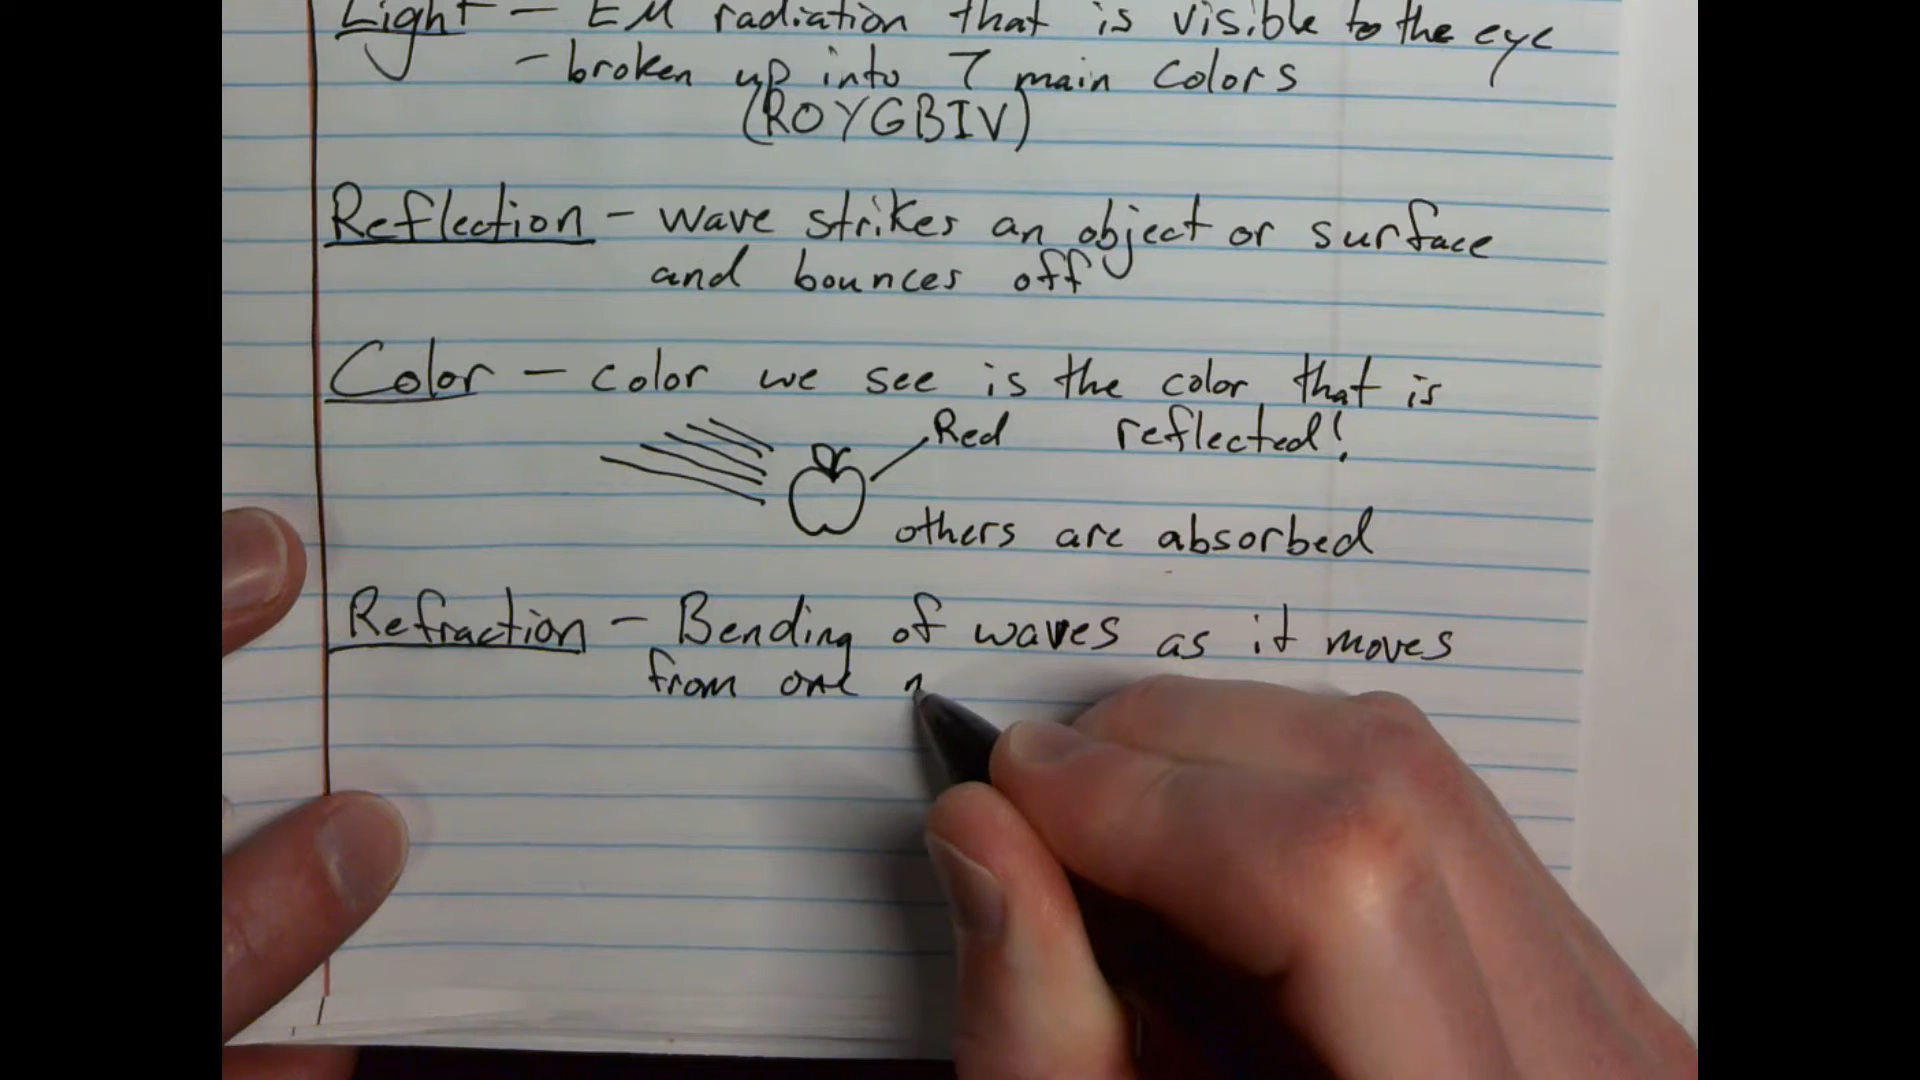 Light - EM radiation that is visible to the eye
- broken up into 7 main colors
(ROYGBIV)
Reflection - wave strikes an object or surface
and bounces off
Color - color we see is the color that is
reflected!
Red
others are absorbed
Refraction - Bending of waves as it moves
from one